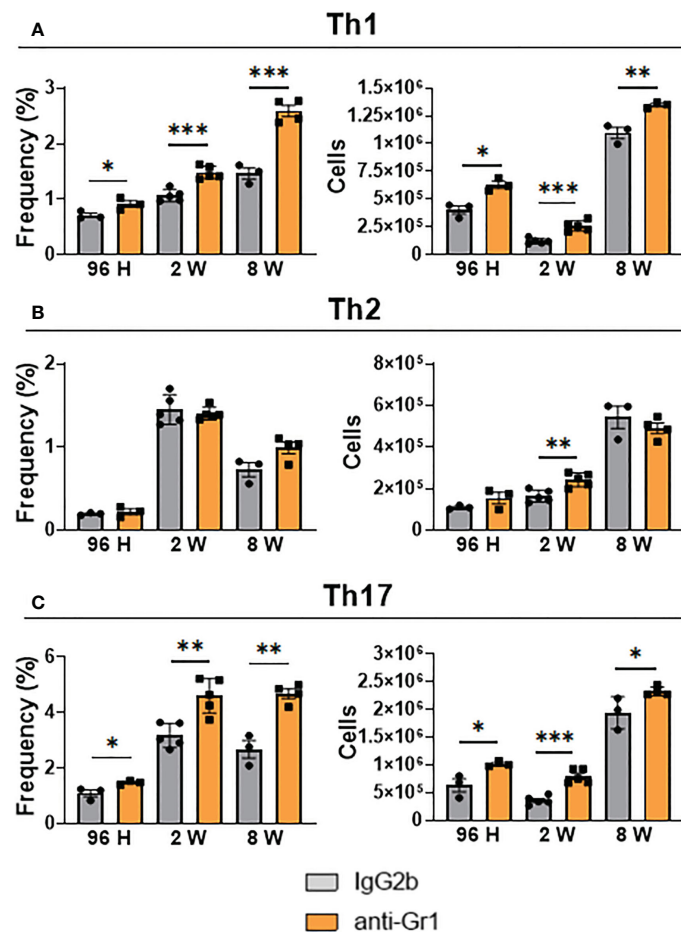 A
Th1
Frequency (%)
3
2
1
0
*
***
***
96 H 2 W 8 W
Cells
1.5×10⁶
1.25×10⁶
1×10⁶
7.5×10⁵
5×10⁵
2.5×10⁵
0
*
***
**
96 H 2 W 8 W
B
Th2
Frequency (%)
2
1
0
96 H 2 W 8 W
Cells
8×10⁵
6×10⁵
4×10⁵
2×10⁵
0
**
96 H 2 W 8 W
C
Th17
Frequency (%)
6
4
2
0
*
**
**
96 H 2 W 8 W
Cells
3×10⁶
2.5×10⁶
2×10⁶
1.5×10⁶
1×10⁶
5×10⁵
0
*
***
*
96 H 2 W 8 W
IgG2b
anti-Gr1